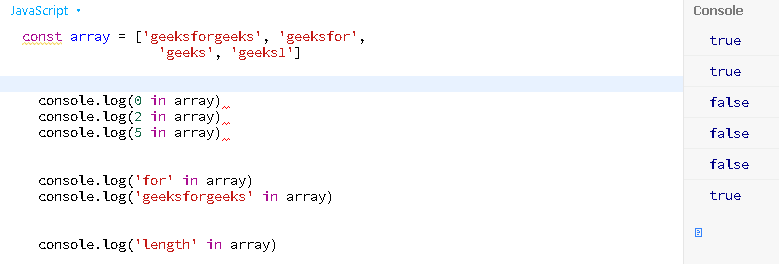 JavaScript
const array = ['geeksforgeeks', 'geeksfor',
'geeks', 'geeks1']
console.log(0 in array)
console.log(2 in array)
console.log(5 in array)
console.log('for' in array)
console.log('geeksforgeeks' in array)
console.log('length' in array)
Console
true
true
false
false
false
true